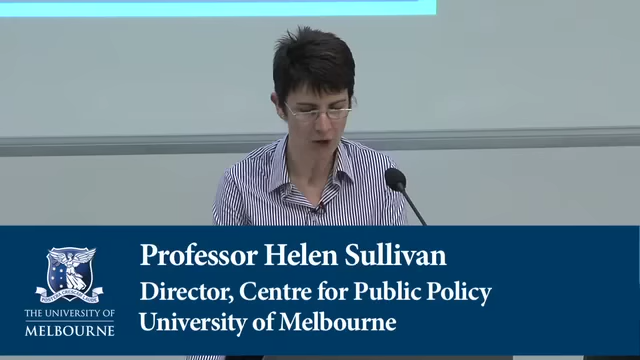 Professor Helen Sullivan
Director, Centre for Public Policy
University of Melbourne
THE UNIVERSITY OF
MELBOURNE